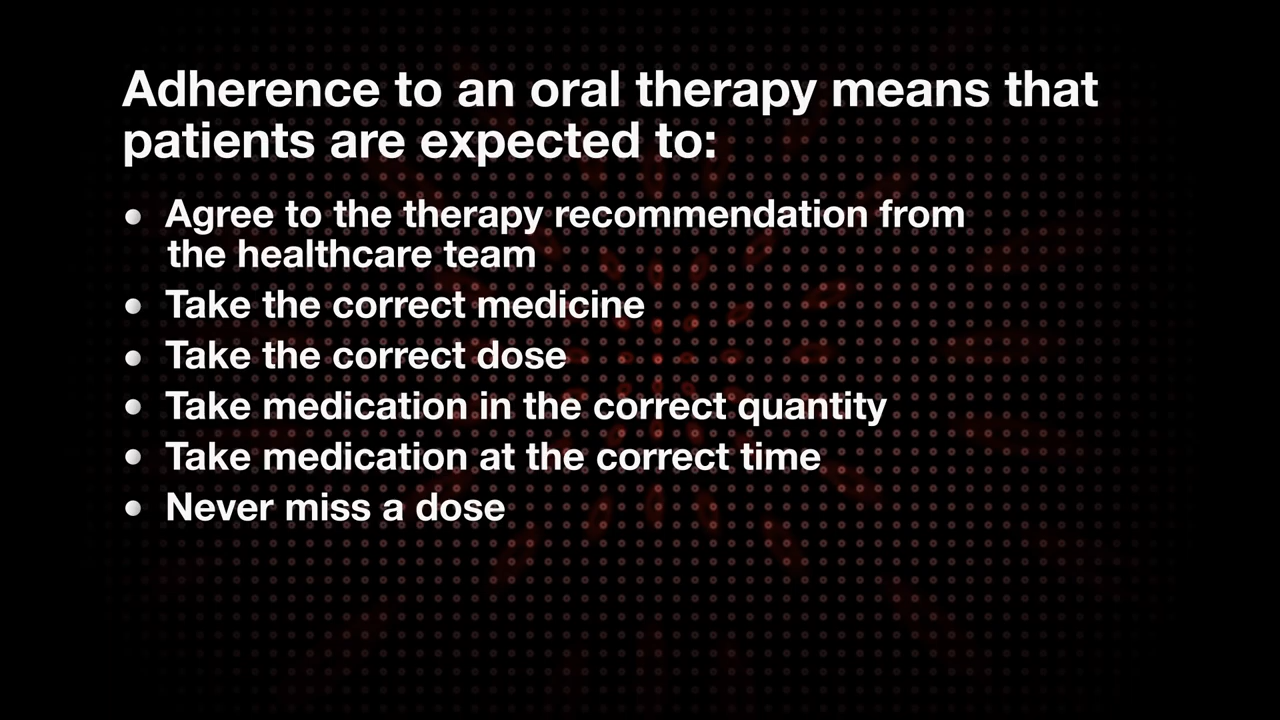 Adherence to an oral therapy means that
patients are expected to:
• Agree to the therapy recommendation from
the healthcare team
• Take the correct medicine
• Take the correct dose
• Take medication in the correct quantity
• Take medication at the correct time
• Never miss a dose